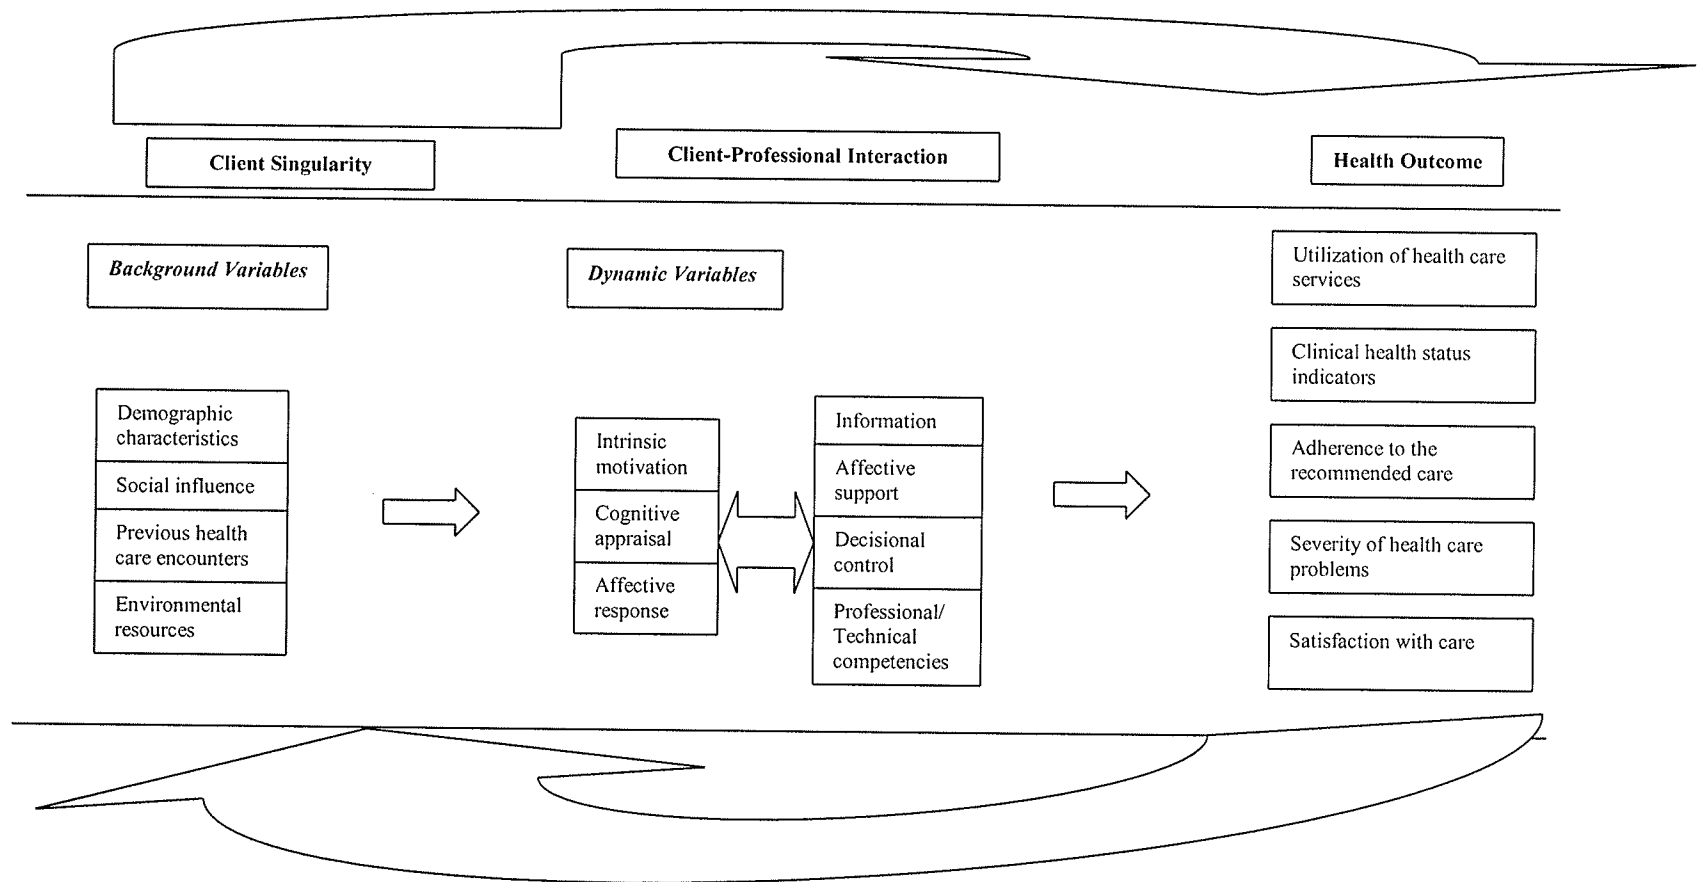 Client Singularity
Client-Professional Interaction
Health Outcome
Background Variables
Dynamic Variables
Demographic
characteristics
Social influence
Previous health
care encounters
Environmental
resources
Intrinsic
motivation
Cognitive
appraisal
Affective
response
Information
Affective
support
Decisional
control
Professional/
Technical
competencies
Utilization of health care
services
Clinical health status
indicators
Adherence to the
recommended care
Severity of health care
problems
Satisfaction with care